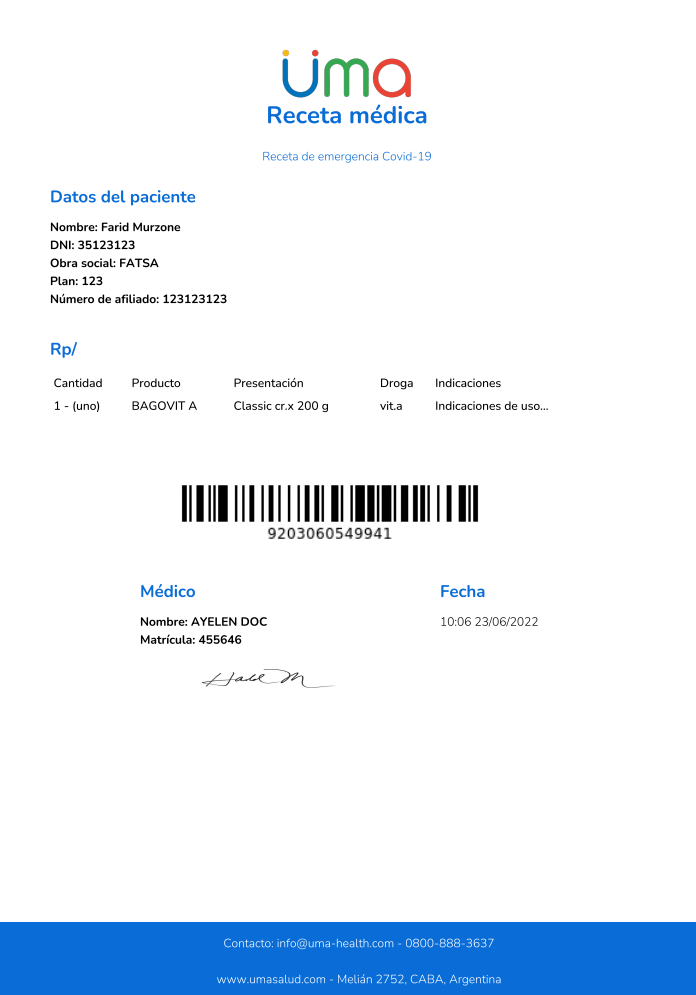 uma
Receta médica
Receta de emergencia Covid-19
Datos del paciente
Nombre: Farid Murzone
DNI: 35123123
Obra social: FATSA
Plan: 123
Número de afiliado: 123123123
Rp/
Cantidad Producto Presentación Droga Indicaciones
1 - (uno) BAGOVIT A Classic cr.x 200 g vit.a Indicaciones de uso...
9203060549941
Médico Fecha
Nombre: AYELEN DOC 10:06 23/06/2022
Matrícula: 455646
Contacto: info@uma-health.com - 0800-888-3637
www.umasalud.com - Melián 2752, CABA, Argentina